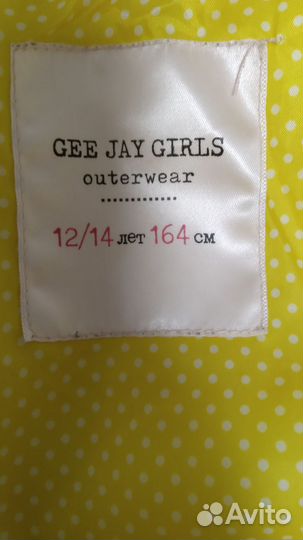 GEE JAY GIRLS
outerwear
12/14 лет 164 см
Avito